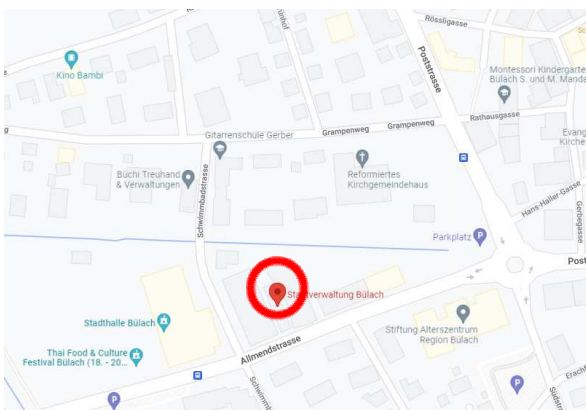 Rössligasse
Kino Bambi
Poststrasse
Montessori Kindergarte
Bülach S. und M. Manda
Gitarrenschule Gerber
Grampenweg
Grampenweg
Rathausgasse
Evang
Kirche
Büchi Treuhand
& Verwaltungen
Schwimmbadstrasse
Reformiertes
Kirchgemeindehaus
Hans-Haller-Gasse
Gerbegasse
Parkplatz
P
Post
Stadtverwaltung Bülach
Stadthalle Bülach
Stiftung Alterszentrum
Region Bülach
Thai Food & Culture
Festival Bülach (18. - 20...
Allmendstrasse
P
P